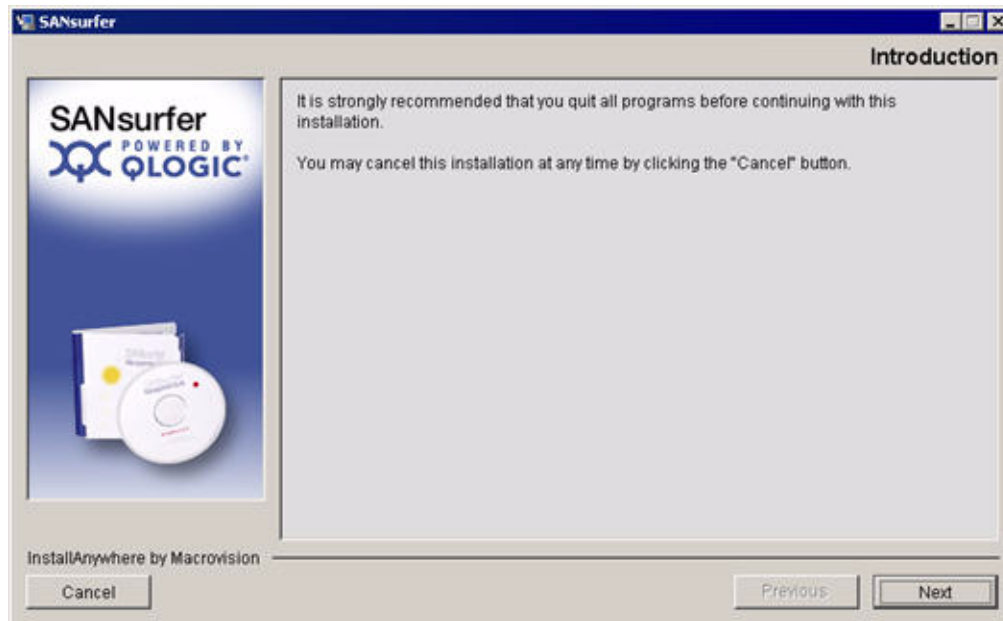 SANsurfer
Introduction
SANsurfer
POWERED BY
QLOGIC
It is strongly recommended that you quit all programs before continuing with this
installation.
You may cancel this installation at any time by clicking the "Cancel" button.
InstallAnywhere by Macrovision
Cancel
Previous
Next